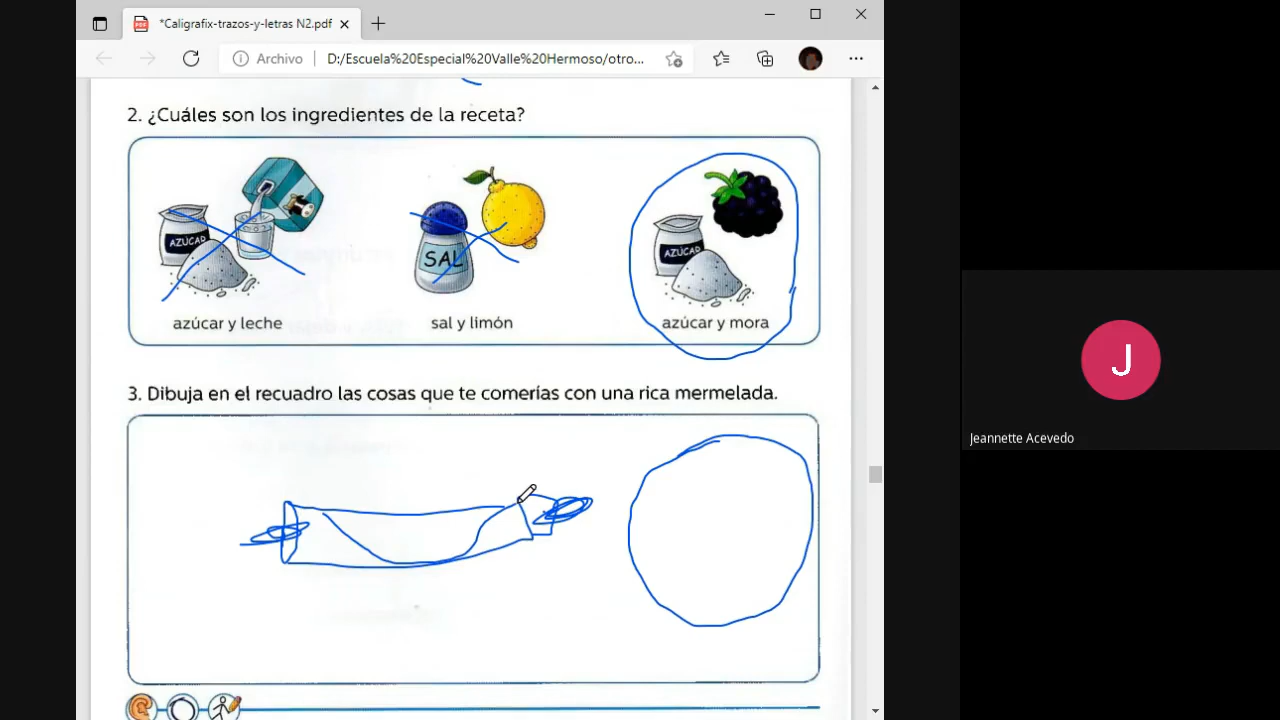 *Caligrafix-trazos-y-letras N2.pdf
Archivo
D:/Escuela%20Especial%20Valle%20Hermoso/otro...
2. ¿Cuáles son los ingredientes de la receta?
AZÚCAR
SAL
AZÚCAR
azúcar y leche
sal y limón
azúcar y mora
3. Dibuja en el recuadro las cosas que te comerías con una rica mermelada.
J
Jeannette Acevedo